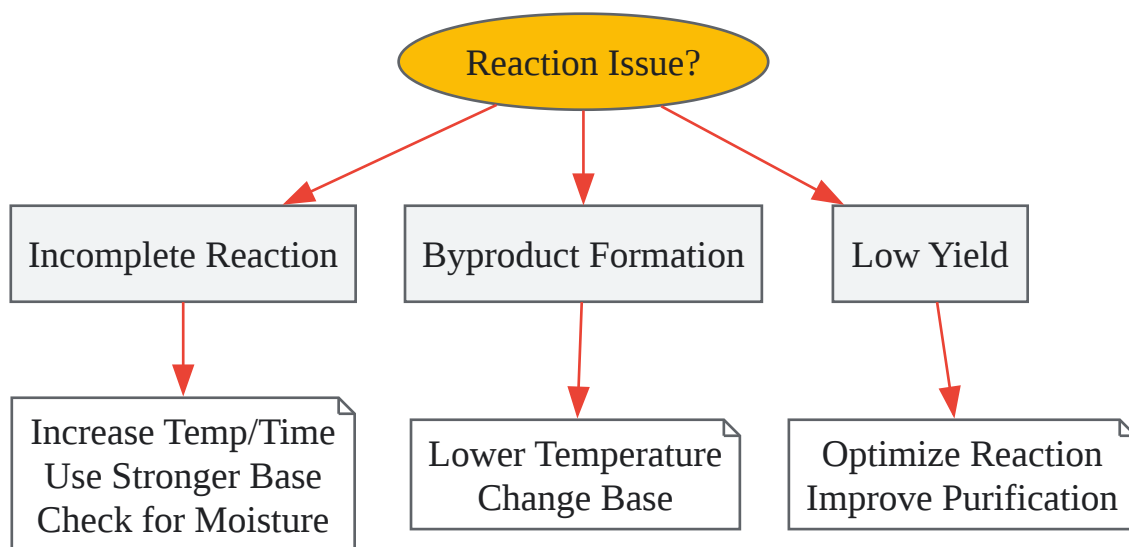 Reaction Issue?
Incomplete Reaction
Byproduct Formation
Low Yield
Increase Temp/Time
Use Stronger Base
Check for Moisture
Lower Temperature
Change Base
Optimize Reaction
Improve Purification